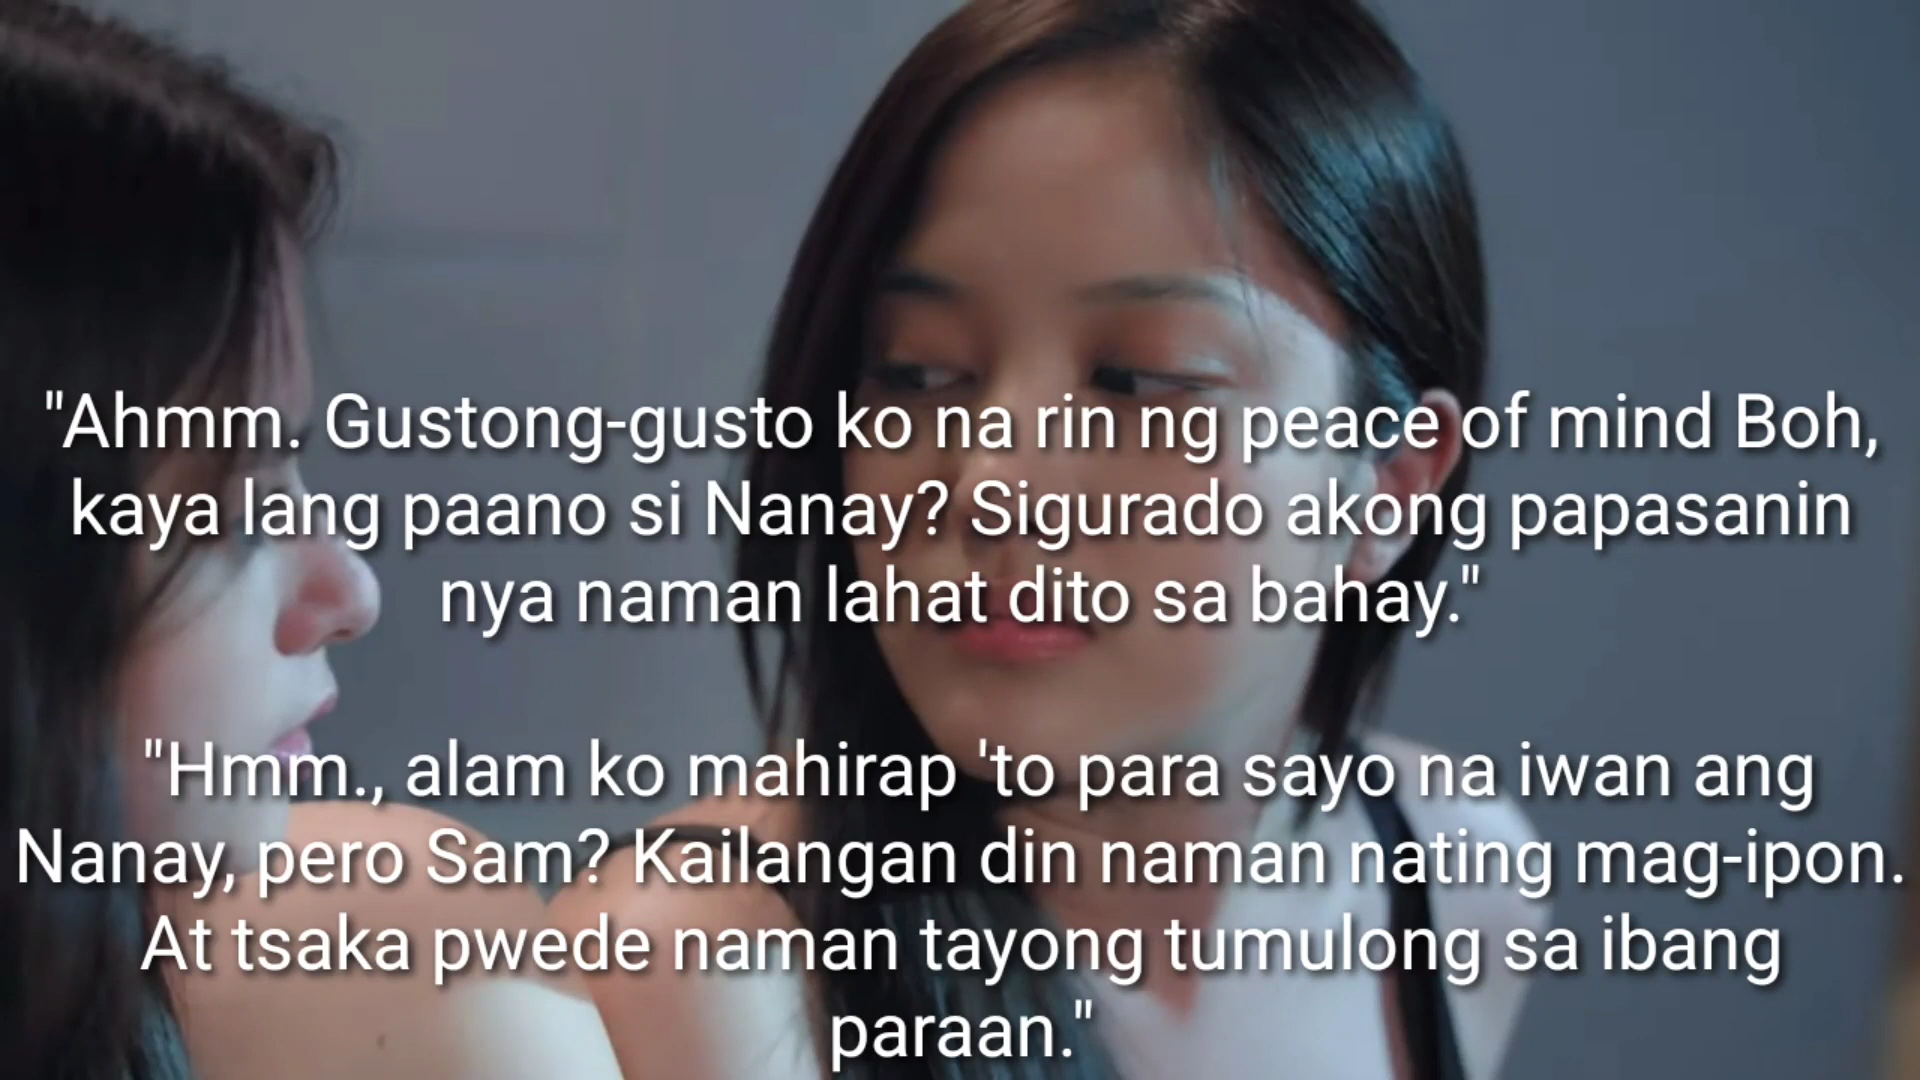 "Ahmm. Gustong-gusto ko na rin ng peace of mind Boh,
kaya lang paano si Nanay? Sigurado akong papasanin
nya naman lahat dito sa bahay."
"Hmm., alam ko mahirap 'to para sayo na iwan ang
Nanay, pero Sam? Kailangan din naman nating mag-ipon.
At tsaka pwede naman tayong tumulong sa ibang
paraan."